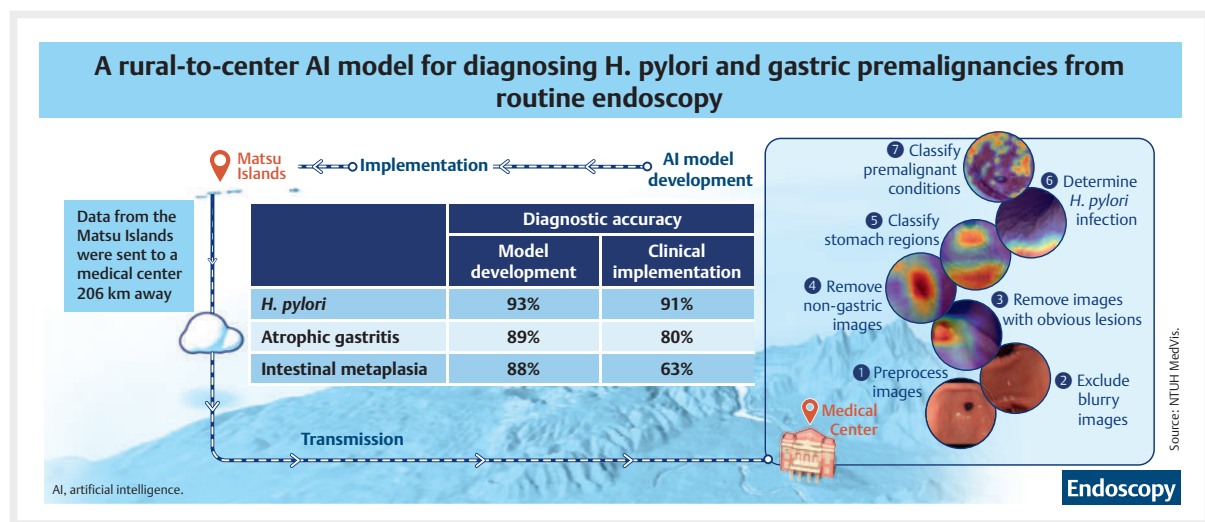 A rural-to-center AI model for diagnosing H. pylori and gastric premalignancies from
routine endoscopy
Matsu
Islands
Implementation
AI model
development
Data from the
Matsu Islands
were sent to a
medical center
206 km away
Diagnostic accuracy
Model
development
Clinical
implementation
H. pylori 93% 91%
Atrophic gastritis 89% 80%
Intestinal metaplasia 88% 63%
Transmission
Medical
Center
1 Preprocess
images
2 Exclude
blurry
images
3 Remove images
with obvious lesions
4 Remove
non-gastric
images
5 Classify
stomach regions
6 Determine
H. pylori
infection
7 Classify
premalignant
conditions
Source: NTUH MedVis.
AI, artificial intelligence.
Endoscopy